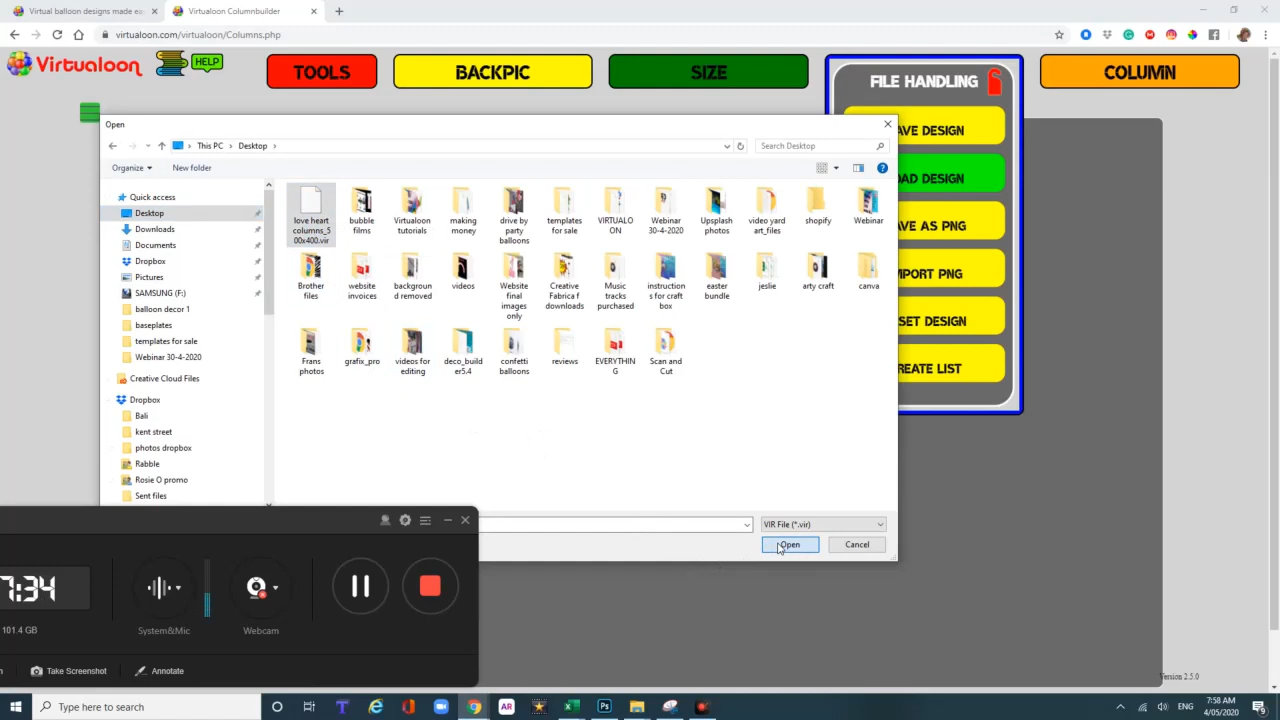 Virtual balloon designs made ea
Virtualoon Columnbuilder
virtualoon.com/virtualoon/Columns.php
Virtualoon
HELP
TOOLS
BACKPIC
SIZE
FILE HANDLING
COLUMN
AVE DESIGN
OAD DESIGN
AVE AS PNG
MPORT PNG
SET DESIGN
REATE LIST
Open
This PC > Desktop >
Search Desktop
Organize
New folder
Quick access
Desktop
Downloads
Documents
Dropbox
Pictures
SAMSUNG (F:)
balloon decor 1
baseplates
templates for sale
Webinar 30-4-2020
Creative Cloud Files
Dropbox
Bali
kent street
photos dropbox
Rabble
Rosie O promo
Sent files
love heart
columns_5
00x400.vir
bubble
films
Virtualoon
tutorials
making
money
drive by
party
balloons
templates
for sale
VIRTUALO
ON
Webinar
30-4-2020
Upsplash
photos
video yard
art_files
shopify
Webinar
Brother
files
website
invoices
backgroun
d removed
videos
Website
final
images
only
Creative
Fabrica f
downloads
Music
tracks
purchased
instruction
s for craft
box
easter
bundle
jeslie
arty craft
canva
Frans
photos
grafix_pro
videos for
editing
deco_build
er5.4
confetti
balloons
reviews
EVERYTHIN
G
Scan and
Cut
VIR File (*.vir)
Open
Cancel
7:34
101.4 GB
System&Mic
Webcam
Take Screenshot
Annotate
Version 2.5.0
Type here to search
ENG
7:58 AM
4/05/2020